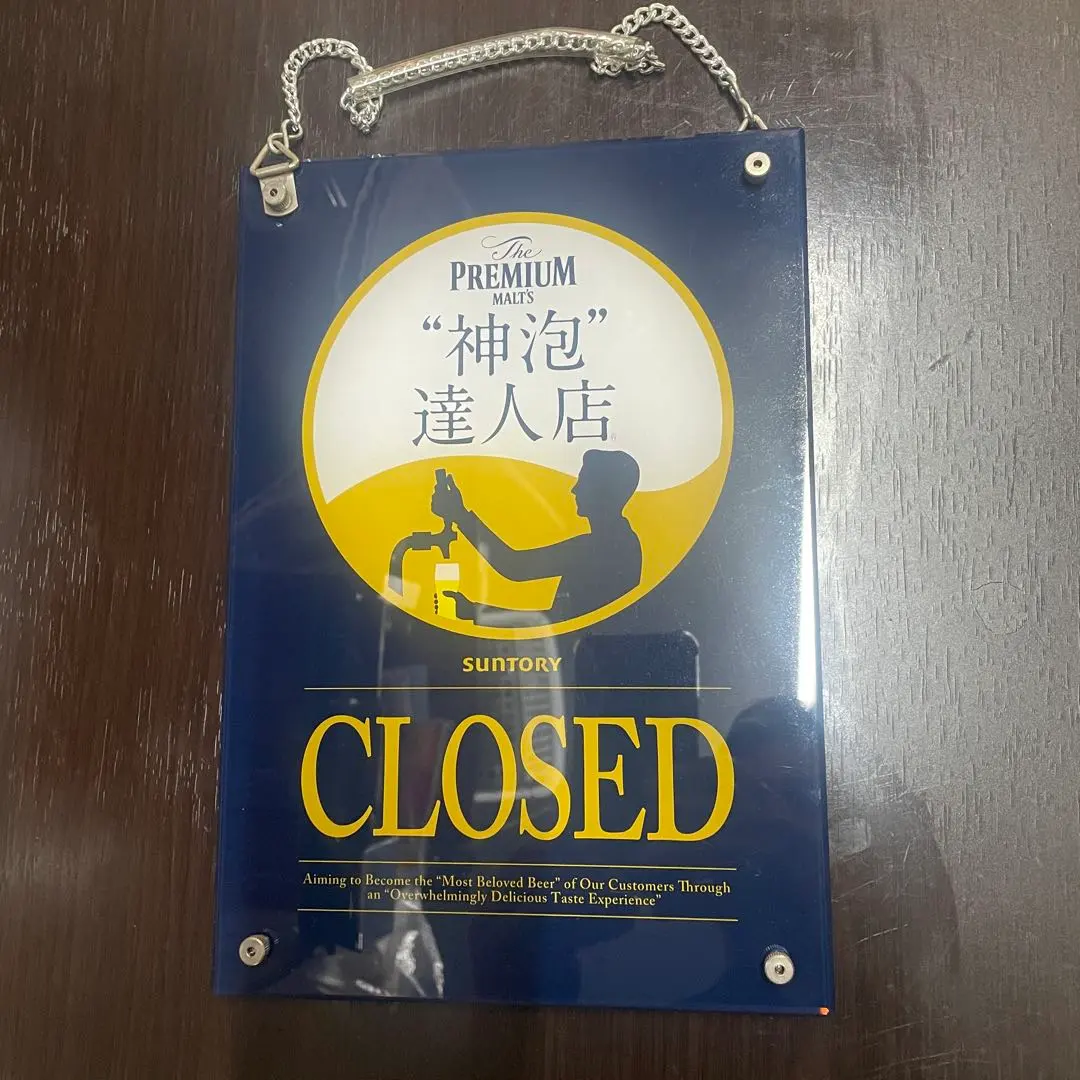 The
PREMIUM
MALT'S
“神泡”
達人店
SUNTORY
CLOSED
Aiming to Become the “Most Beloved Beer” of Our Customers Through
an “Overwhelmingly Delicious Taste Experience”